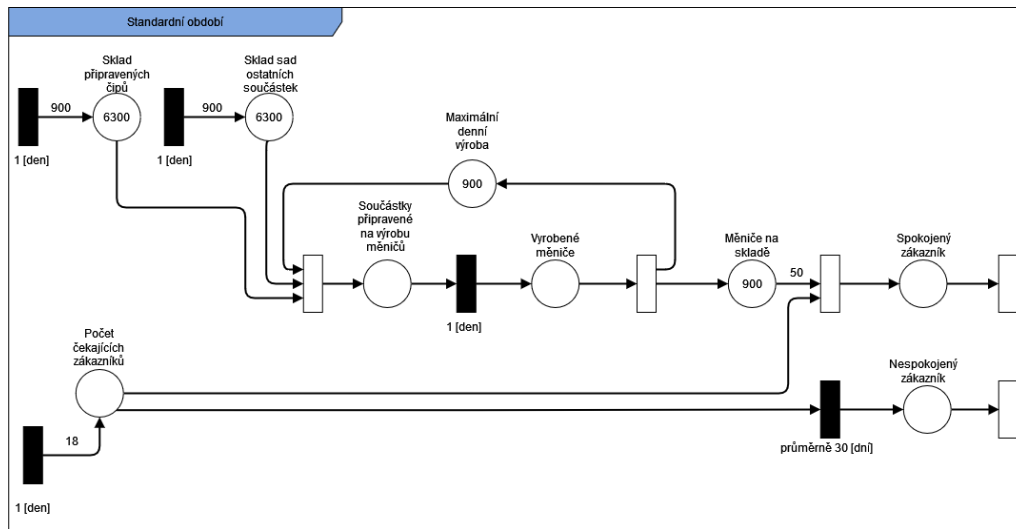 Standardní období
Sklad
připravených
čipů
Sklad sad
ostatních
součástek
900
6300
900
6300
1 [den]
1 [den]
Maximální
denní
výroba
900
Součástky
připravené
na výrobu
měničů
Vyrobené
měniče
Měniče na
skladě
Spokojený
zákazník
900
50
1 [den]
Počet
čekajících
zákazníků
Nespokojený
zákazník
18
průměrně 30 [dní]
1 [den]